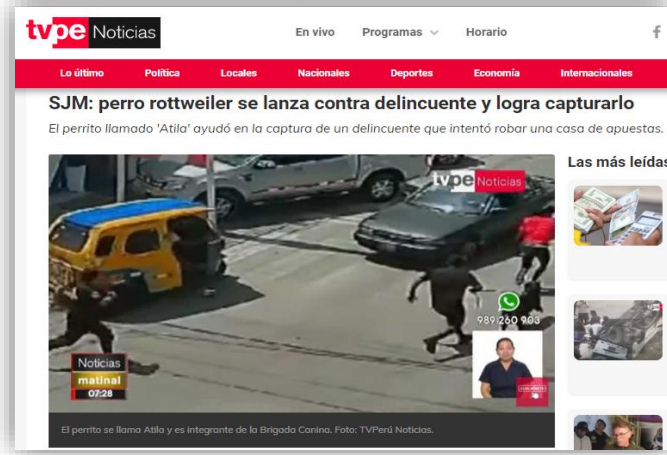 tvpe Noticias
En vivo Programas Horario
Lo último Política Locales Nacionales Deportes Economía Internacionales
SJM: perro rottweiler se lanza contra delincuente y logra capturarlo
El perrito llamado 'Atila' ayudó en la captura de un delincuente que intentó robar una casa de apuestas.
Las más leídas
tvpe Noticias
989 260 903
Noticias
matinal
07:28
El perrito se llama Atila y es integrante de la Brigada Canina. Foto: TVPerú Noticias.